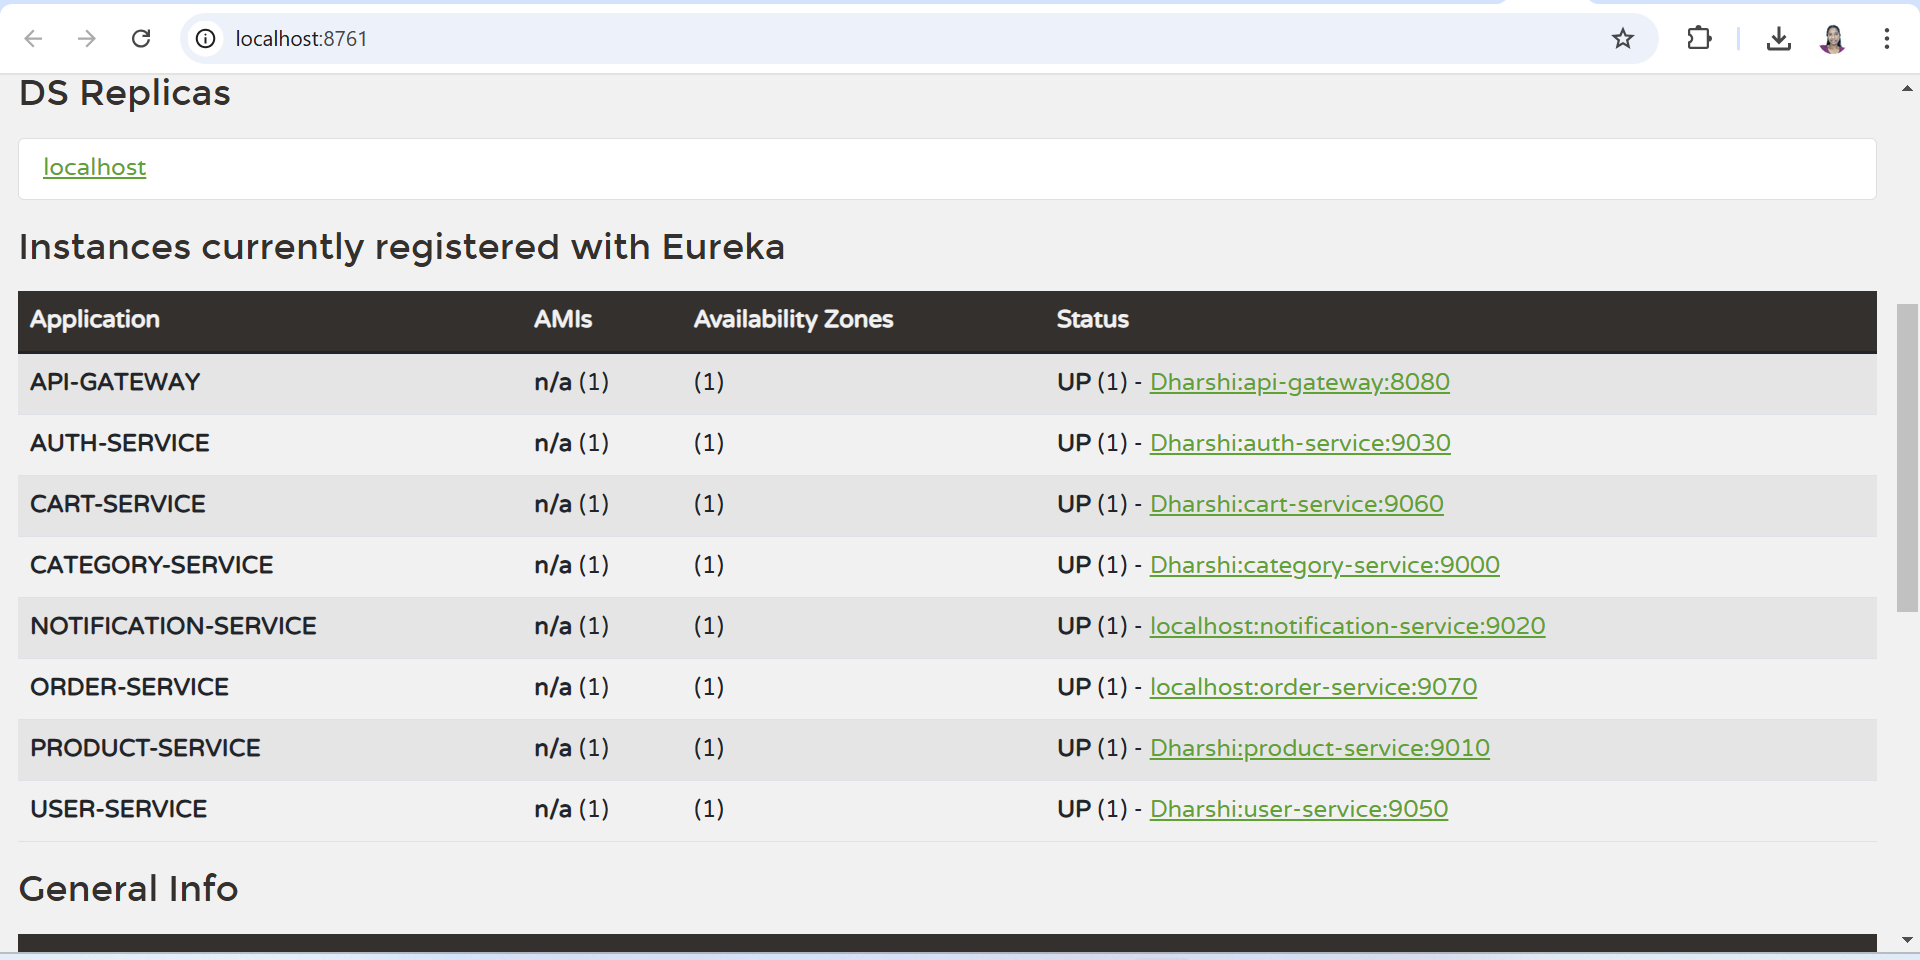 localhost:8761
DS Replicas
localhost
Instances currently registered with Eureka
Application AMIs Availability Zones Status
API-GATEWAY n/a (1) (1) UP (1) - Dharshi:api-gateway:8080
AUTH-SERVICE n/a (1) (1) UP (1) - Dharshi:auth-service:9030
CART-SERVICE n/a (1) (1) UP (1) - Dharshi:cart-service:9060
CATEGORY-SERVICE n/a (1) (1) UP (1) - Dharshi:category-service:9000
NOTIFICATION-SERVICE n/a (1) (1) UP (1) - localhost:notification-service:9020
ORDER-SERVICE n/a (1) (1) UP (1) - localhost:order-service:9070
PRODUCT-SERVICE n/a (1) (1) UP (1) - Dharshi:product-service:9010
USER-SERVICE n/a (1) (1) UP (1) - Dharshi:user-service:9050
General Info